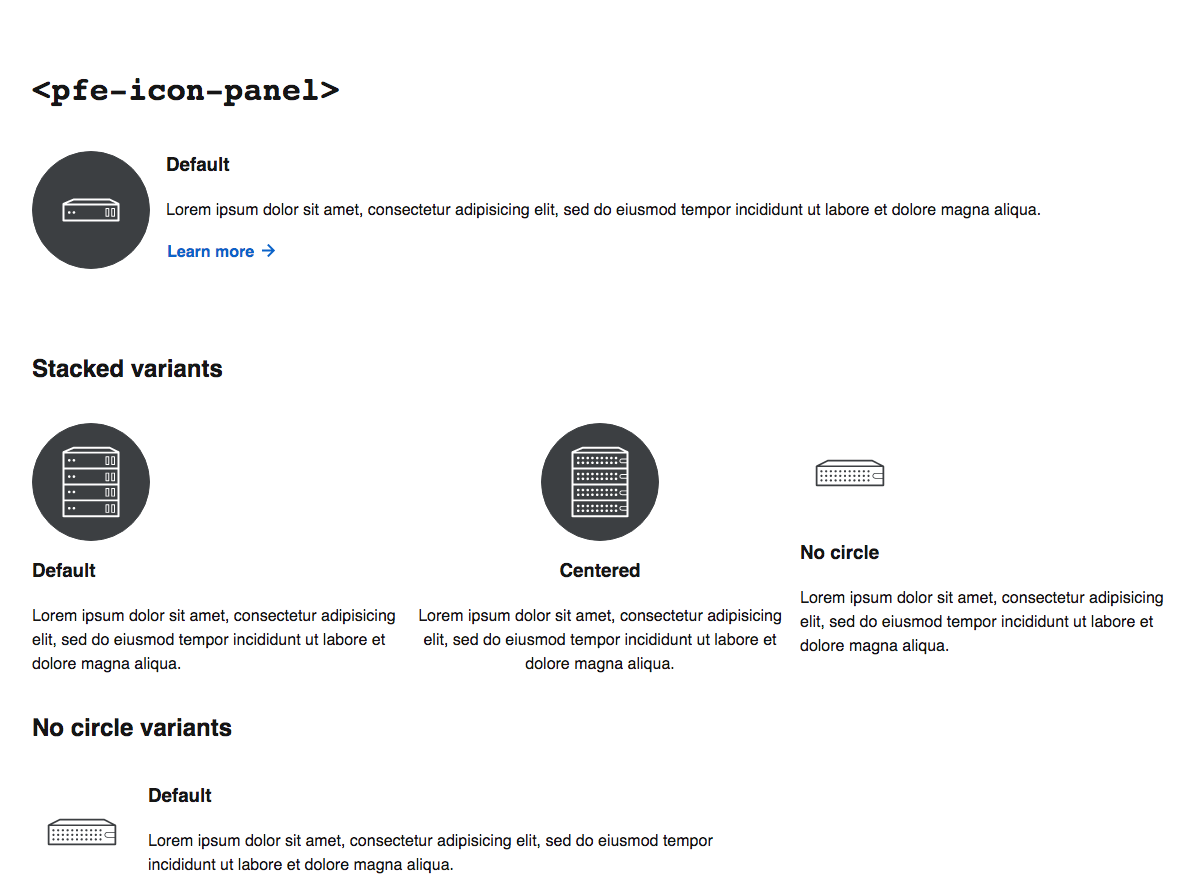 <pfe-icon-panel>
Default
Lorem ipsum dolor sit amet, consectetur adipisicing elit, sed do eiusmod tempor incididunt ut labore et dolore magna aliqua.
Learn more →
Stacked variants
Default
Lorem ipsum dolor sit amet, consectetur adipisicing
elit, sed do eiusmod tempor incididunt ut labore et
dolore magna aliqua.
Centered
Lorem ipsum dolor sit amet, consectetur adipisicing
elit, sed do eiusmod tempor incididunt ut labore et
dolore magna aliqua.
No circle
Lorem ipsum dolor sit amet, consectetur adipisicing
elit, sed do eiusmod tempor incididunt ut labore et
dolore magna aliqua.
No circle variants
Default
Lorem ipsum dolor sit amet, consectetur adipisicing elit, sed do eiusmod tempor
incididunt ut labore et dolore magna aliqua.